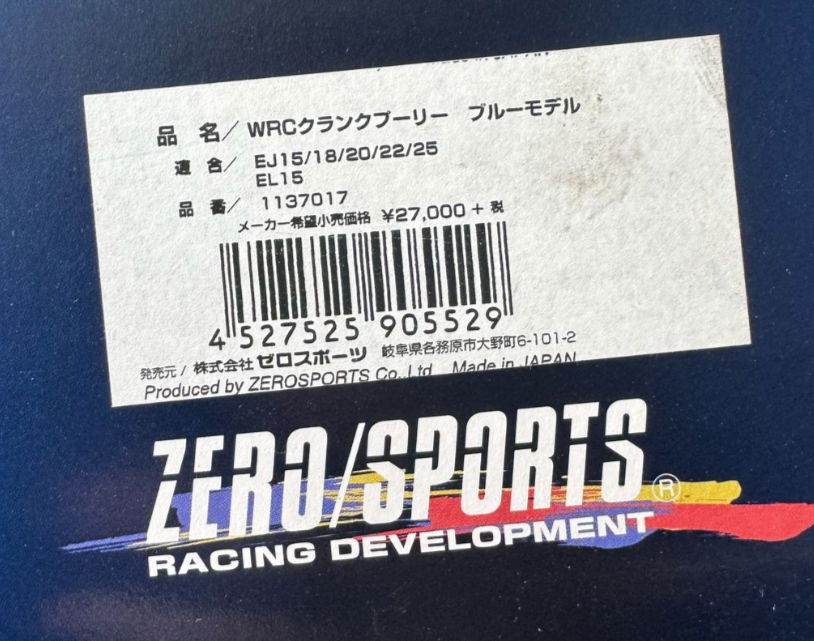 品 名／ WRCクランクプーリー ブルーモデル
適 合／ EJ15/18/20/22/25
EL15
品 番／ 1137017
メーカー希望小売価格 ¥27,000 + 税
4 527525 905529
発売元 / 株式会社 ゼロスポーツ 岐阜県各務原市大野町6-101-2
Produced by ZEROSPORTS Co.,Ltd. Made in JAPAN
ZERO/SPORTS®
RACING DEVELOPMENT